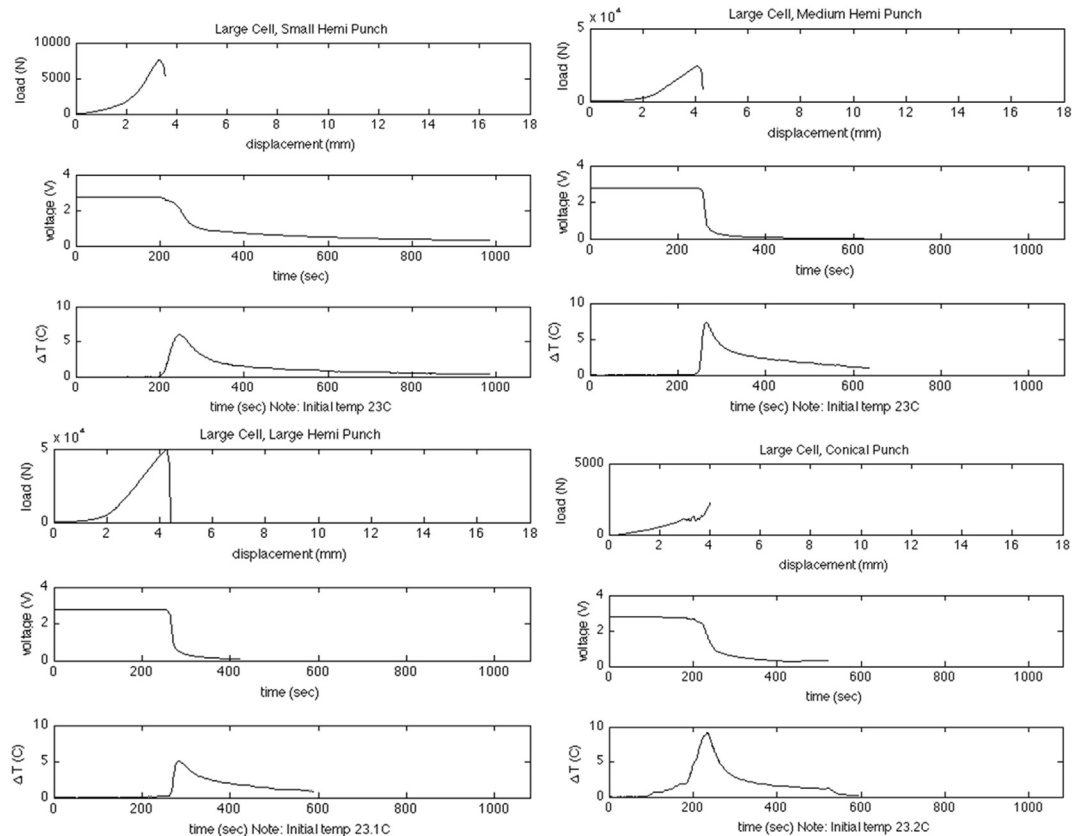 Large Cell, Small Hemi Punch
10000
5000
0
load (N)
0 2 4 6 8 10 12 14 16 18
displacement (mm)
4
2
0
voltage (V)
0 200 400 600 800 1000
time (sec)
10
5
0
Δ T (C)
0 200 400 600 800 1000
time (sec) Note: Initial temp 23C
Large Cell, Medium Hemi Punch
x 10⁴
5
0
load (N)
0 2 4 6 8 10 12 14 16 18
displacement (mm)
4
2
0
voltage (V)
0 200 400 600 800 1000
time (sec)
10
5
0
Δ T (C)
0 200 400 600 800 1000
time (sec) Note: Initial temp 23C
Large Cell, Large Hemi Punch
x 10⁴
5
0
load (N)
0 2 4 6 8 10 12 14 16 18
displacement (mm)
4
2
0
voltage (V)
0 200 400 600 800 1000
time (sec)
10
5
0
Δ T (C)
0 200 400 600 800 1000
time (sec) Note: Initial temp 23.1C
Large Cell, Conical Punch
5000
0
load (N)
0 2 4 6 8 10 12 14 16 18
displacement (mm)
4
2
0
voltage (V)
0 200 400 600 800 1000
time (sec)
10
5
0
Δ T (C)
0 200 400 600 800 1000
time (sec) Note: Initial temp 23.2C